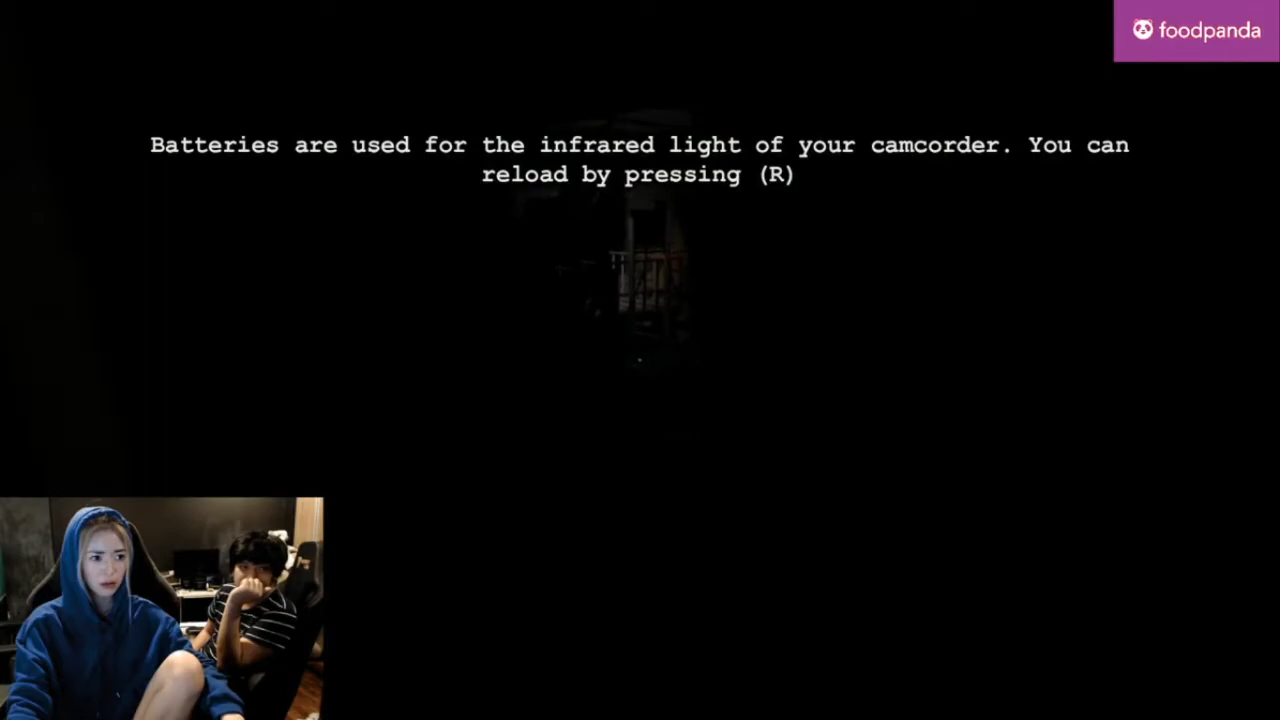 foodpanda
Batteries are used for the infrared light of your camcorder. You can
reload by pressing (R)